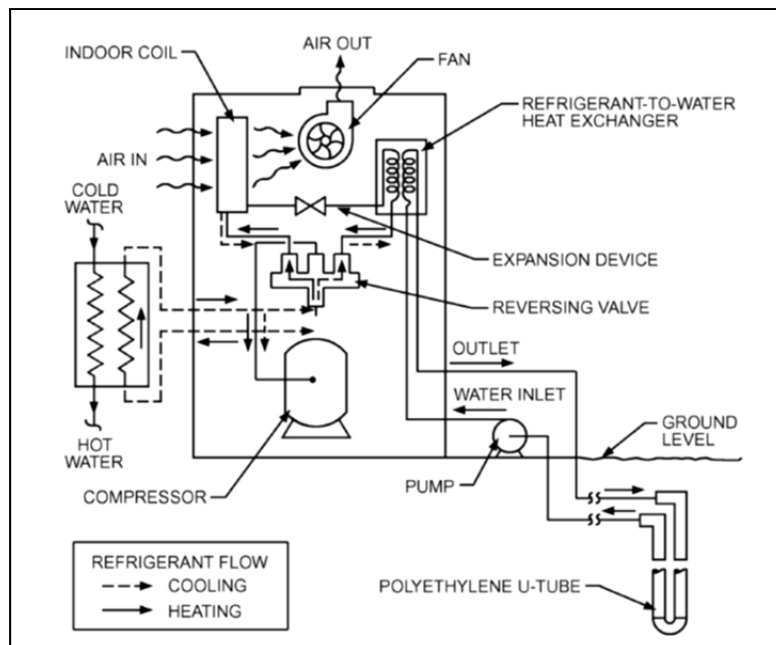 AIR OUT
INDOOR COIL
FAN
REFRIGERANT-TO-WATER
HEAT EXCHANGER
AIR IN
COLD
WATER
EXPANSION DEVICE
REVERSING VALVE
OUTLET
WATER INLET
GROUND
LEVEL
HOT
WATER
PUMP
COMPRESSOR
REFRIGERANT FLOW
COOLING
HEATING
POLYETHYLENE U-TUBE